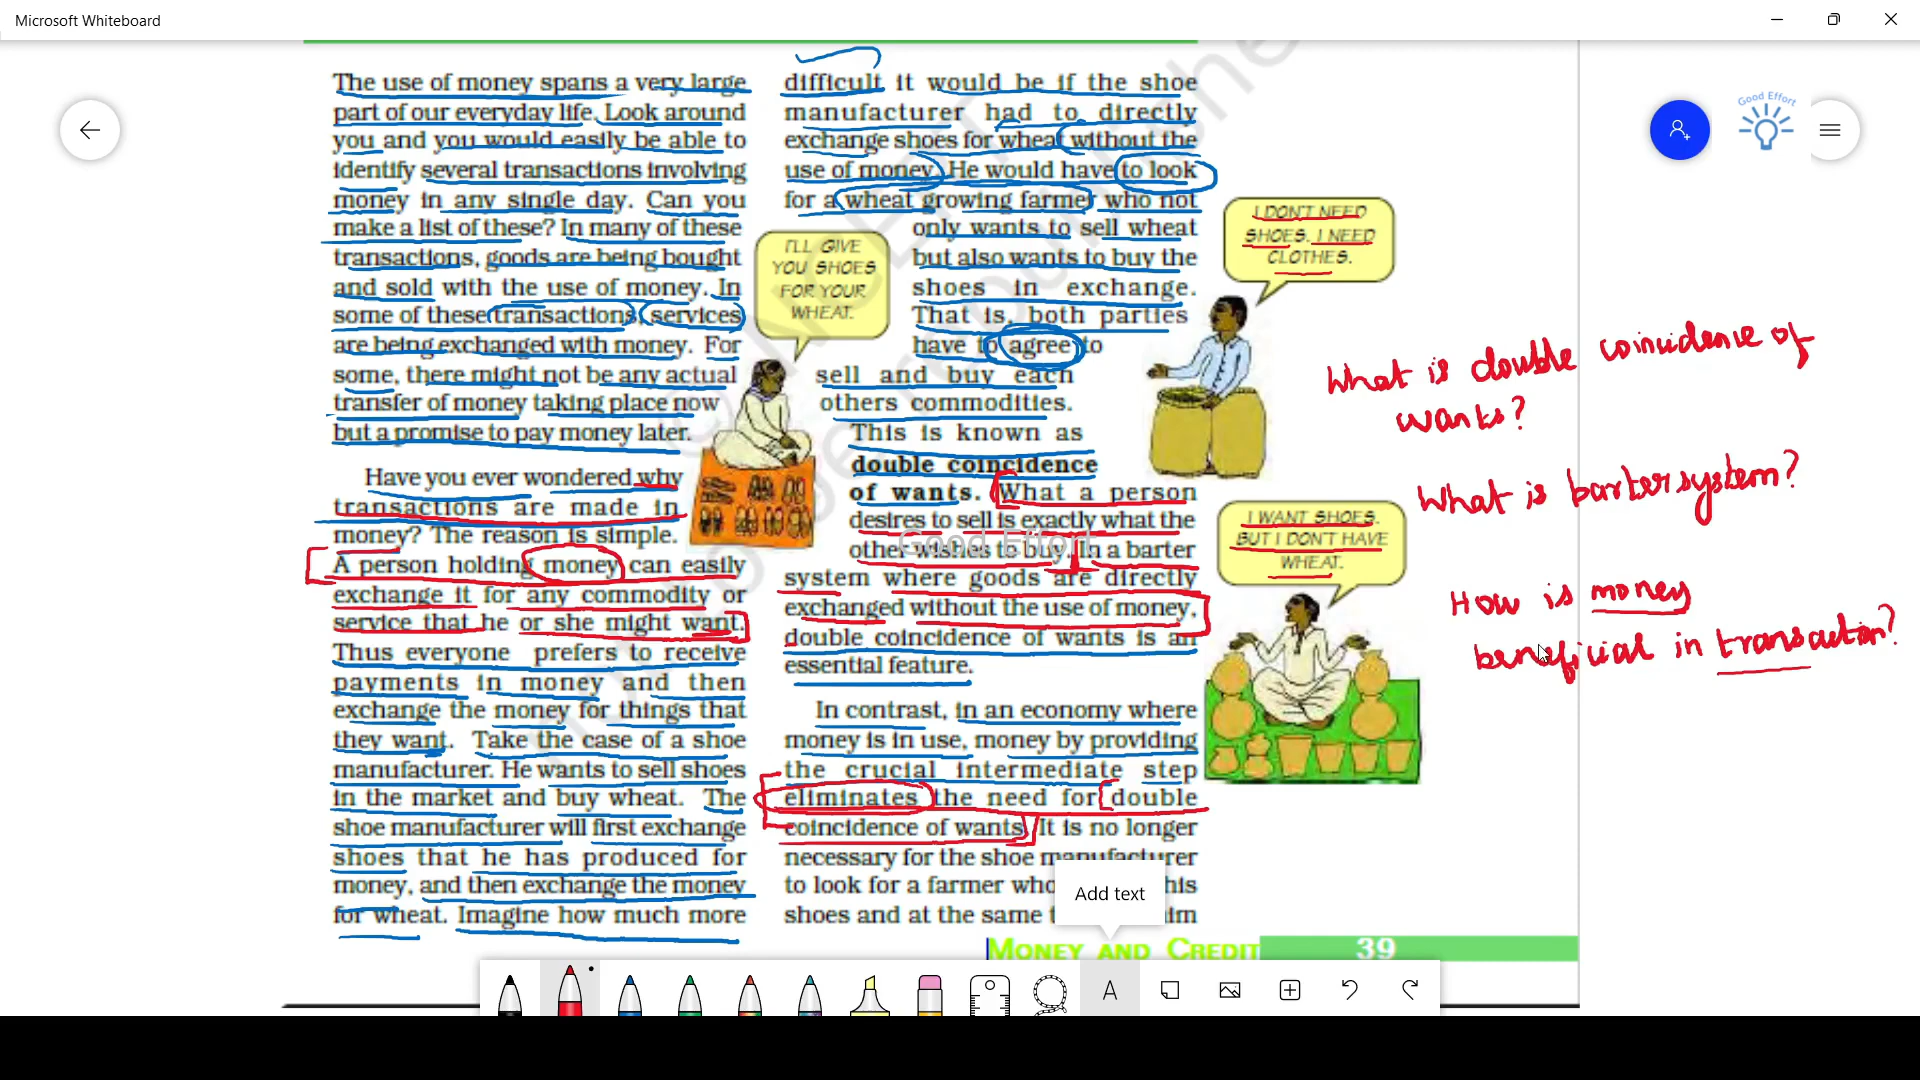 Microsoft Whiteboard
The use of money spans a very large
part of our everyday life. Look around
you and you would easily be able to
identify several transactions involving
money in any single day. Can you
make a list of these? In many of these
transactions, goods are being bought
and sold with the use of money. In
some of these transactions, services
are being exchanged with money. For
some, there might not be any actual
transfer of money taking place now
but a promise to pay money later.
Have you ever wondered why
transactions are made in
money? The reason is simple.
A person holding money can easily
exchange it for any commodity or
service that he or she might want.
Thus everyone prefers to receive
payments in money and then
exchange the money for things that
they want. Take the case of a shoe
manufacturer. He wants to sell shoes
in the market and buy wheat. The
shoe manufacturer will first exchange
shoes that he has produced for
money, and then exchange the money
for wheat. Imagine how much more
difficult it would be if the shoe
manufacturer had to directly
exchange shoes for wheat without the
use of money. He would have to look
for a wheat growing farmer who not
only wants to sell wheat
but also wants to buy the
shoes in exchange.
That is, both parties
have to agree to
sell and buy each
others commodities.
This is known as
double coincidence
of wants. What a person
desires to sell is exactly what the
other wishes to buy. In a barter
system where goods are directly
exchanged without the use of money,
double coincidence of wants is an
essential feature.
In contrast, in an economy where
money is in use, money by providing
the crucial intermediate step
eliminates the need for double
coincidence of wants. It is no longer
necessary for the shoe manufacturer
to look for a farmer who his
shoes and at the same
I'LL GIVE
YOU SHOES
FOR YOUR
WHEAT.
I DON'T NEED
SHOES. I NEED
CLOTHES.
I WANT SHOES.
BUT I DON'T HAVE
WHEAT.
Good Effort
Good Effort
What is double coincidence of
wants?
What is barter system?
How is money
beneficial in transaction?
Add text
MONEY AND CREDIT 39
A